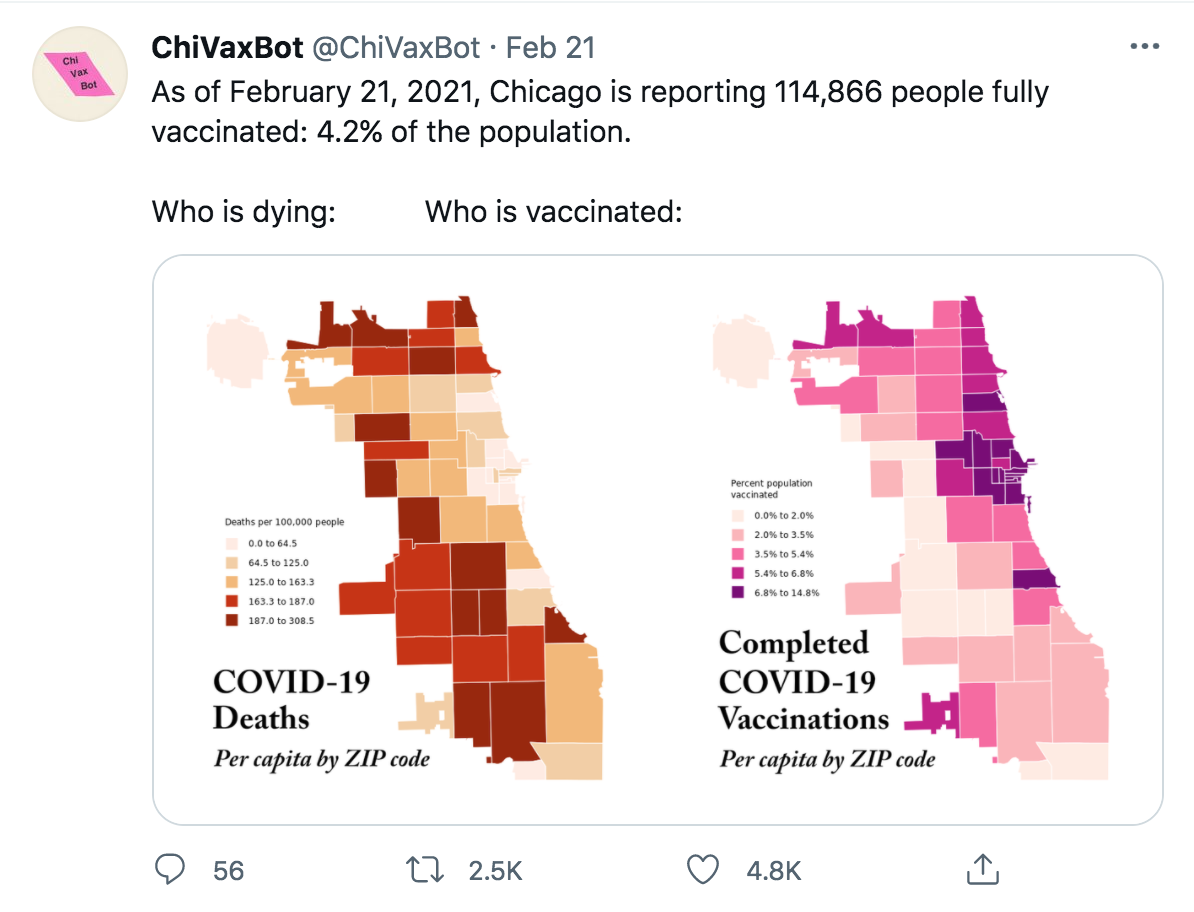 Chi
Vax
Bot
ChiVaxBot @ChiVaxBot · Feb 21
As of February 21, 2021, Chicago is reporting 114,866 people fully
vaccinated: 4.2% of the population.
Who is dying: Who is vaccinated:
Deaths per 100,000 people
0.0 to 64.5
64.5 to 125.0
125.0 to 163.3
163.3 to 187.0
187.0 to 308.5
COVID-19
Deaths
Per capita by ZIP code
Percent population
vaccinated
0.0% to 2.0%
2.0% to 3.5%
3.5% to 5.4%
5.4% to 6.8%
6.8% to 14.8%
Completed
COVID-19
Vaccinations
Per capita by ZIP code
56 2.5K 4.8K